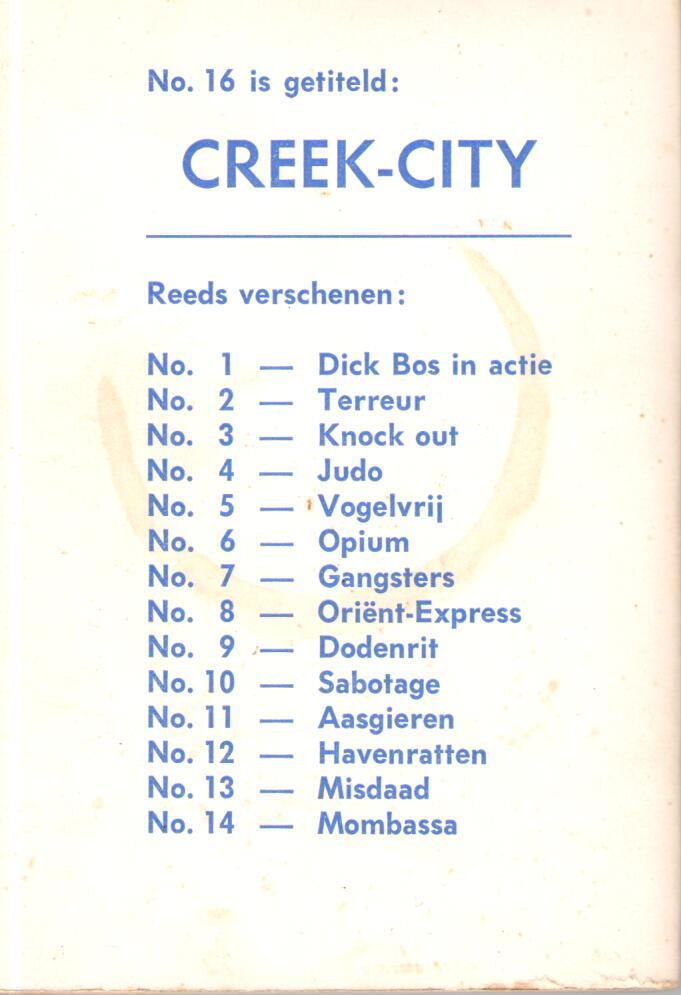 No. 16 is getiteld:
CREEK-CITY
Reeds verschenen:
No. 1 — Dick Bos in actie
No. 2 — Terreur
No. 3 — Knock out
No. 4 — Judo
No. 5 — Vogelvrij
No. 6 — Opium
No. 7 — Gangsters
No. 8 — Oriënt-Express
No. 9 — Dodenrit
No. 10 — Sabotage
No. 11 — Aasgieren
No. 12 — Havenratten
No. 13 — Misdaad
No. 14 — Mombassa